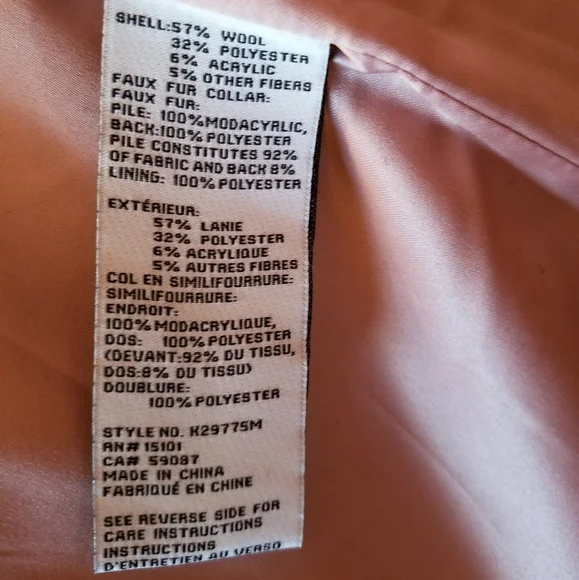 SHELL:57% WOOL
32% POLYESTER
6% ACRYLIC
5% OTHER FIBERS
FAUX FUR COLLAR:
FAUX FUR:
PILE: 100%MODACYRLIC,
BACK:100% POLYESTER
PILE CONSTITUTES 92%
OF FABRIC AND BACK 8%
LINING: 100% POLYESTER
EXTÉRIEUR:
57% LANIE
32% POLYESTER
6% ACRYLIQUE
5% AUTRES FIBRES
COL EN SIMILIFOURRURE:
SIMILIFOURRURE:
ENDROIT:
100% MODACRYLIQUE,
DOS: 100% POLYESTER
(DEVANT:92% DU TISSU,
DOS:8% DU TISSU)
DOUBLURE:
100% POLYESTER
STYLE NO. K29775M
RN# 15101
CA# 59087
MADE IN CHINA
FABRIQUÉ EN CHINE
SEE REVERSE SIDE FOR
CARE INSTRUCTIONS
INSTRUCTIONS
D'ENTRETIEN AU VERSO